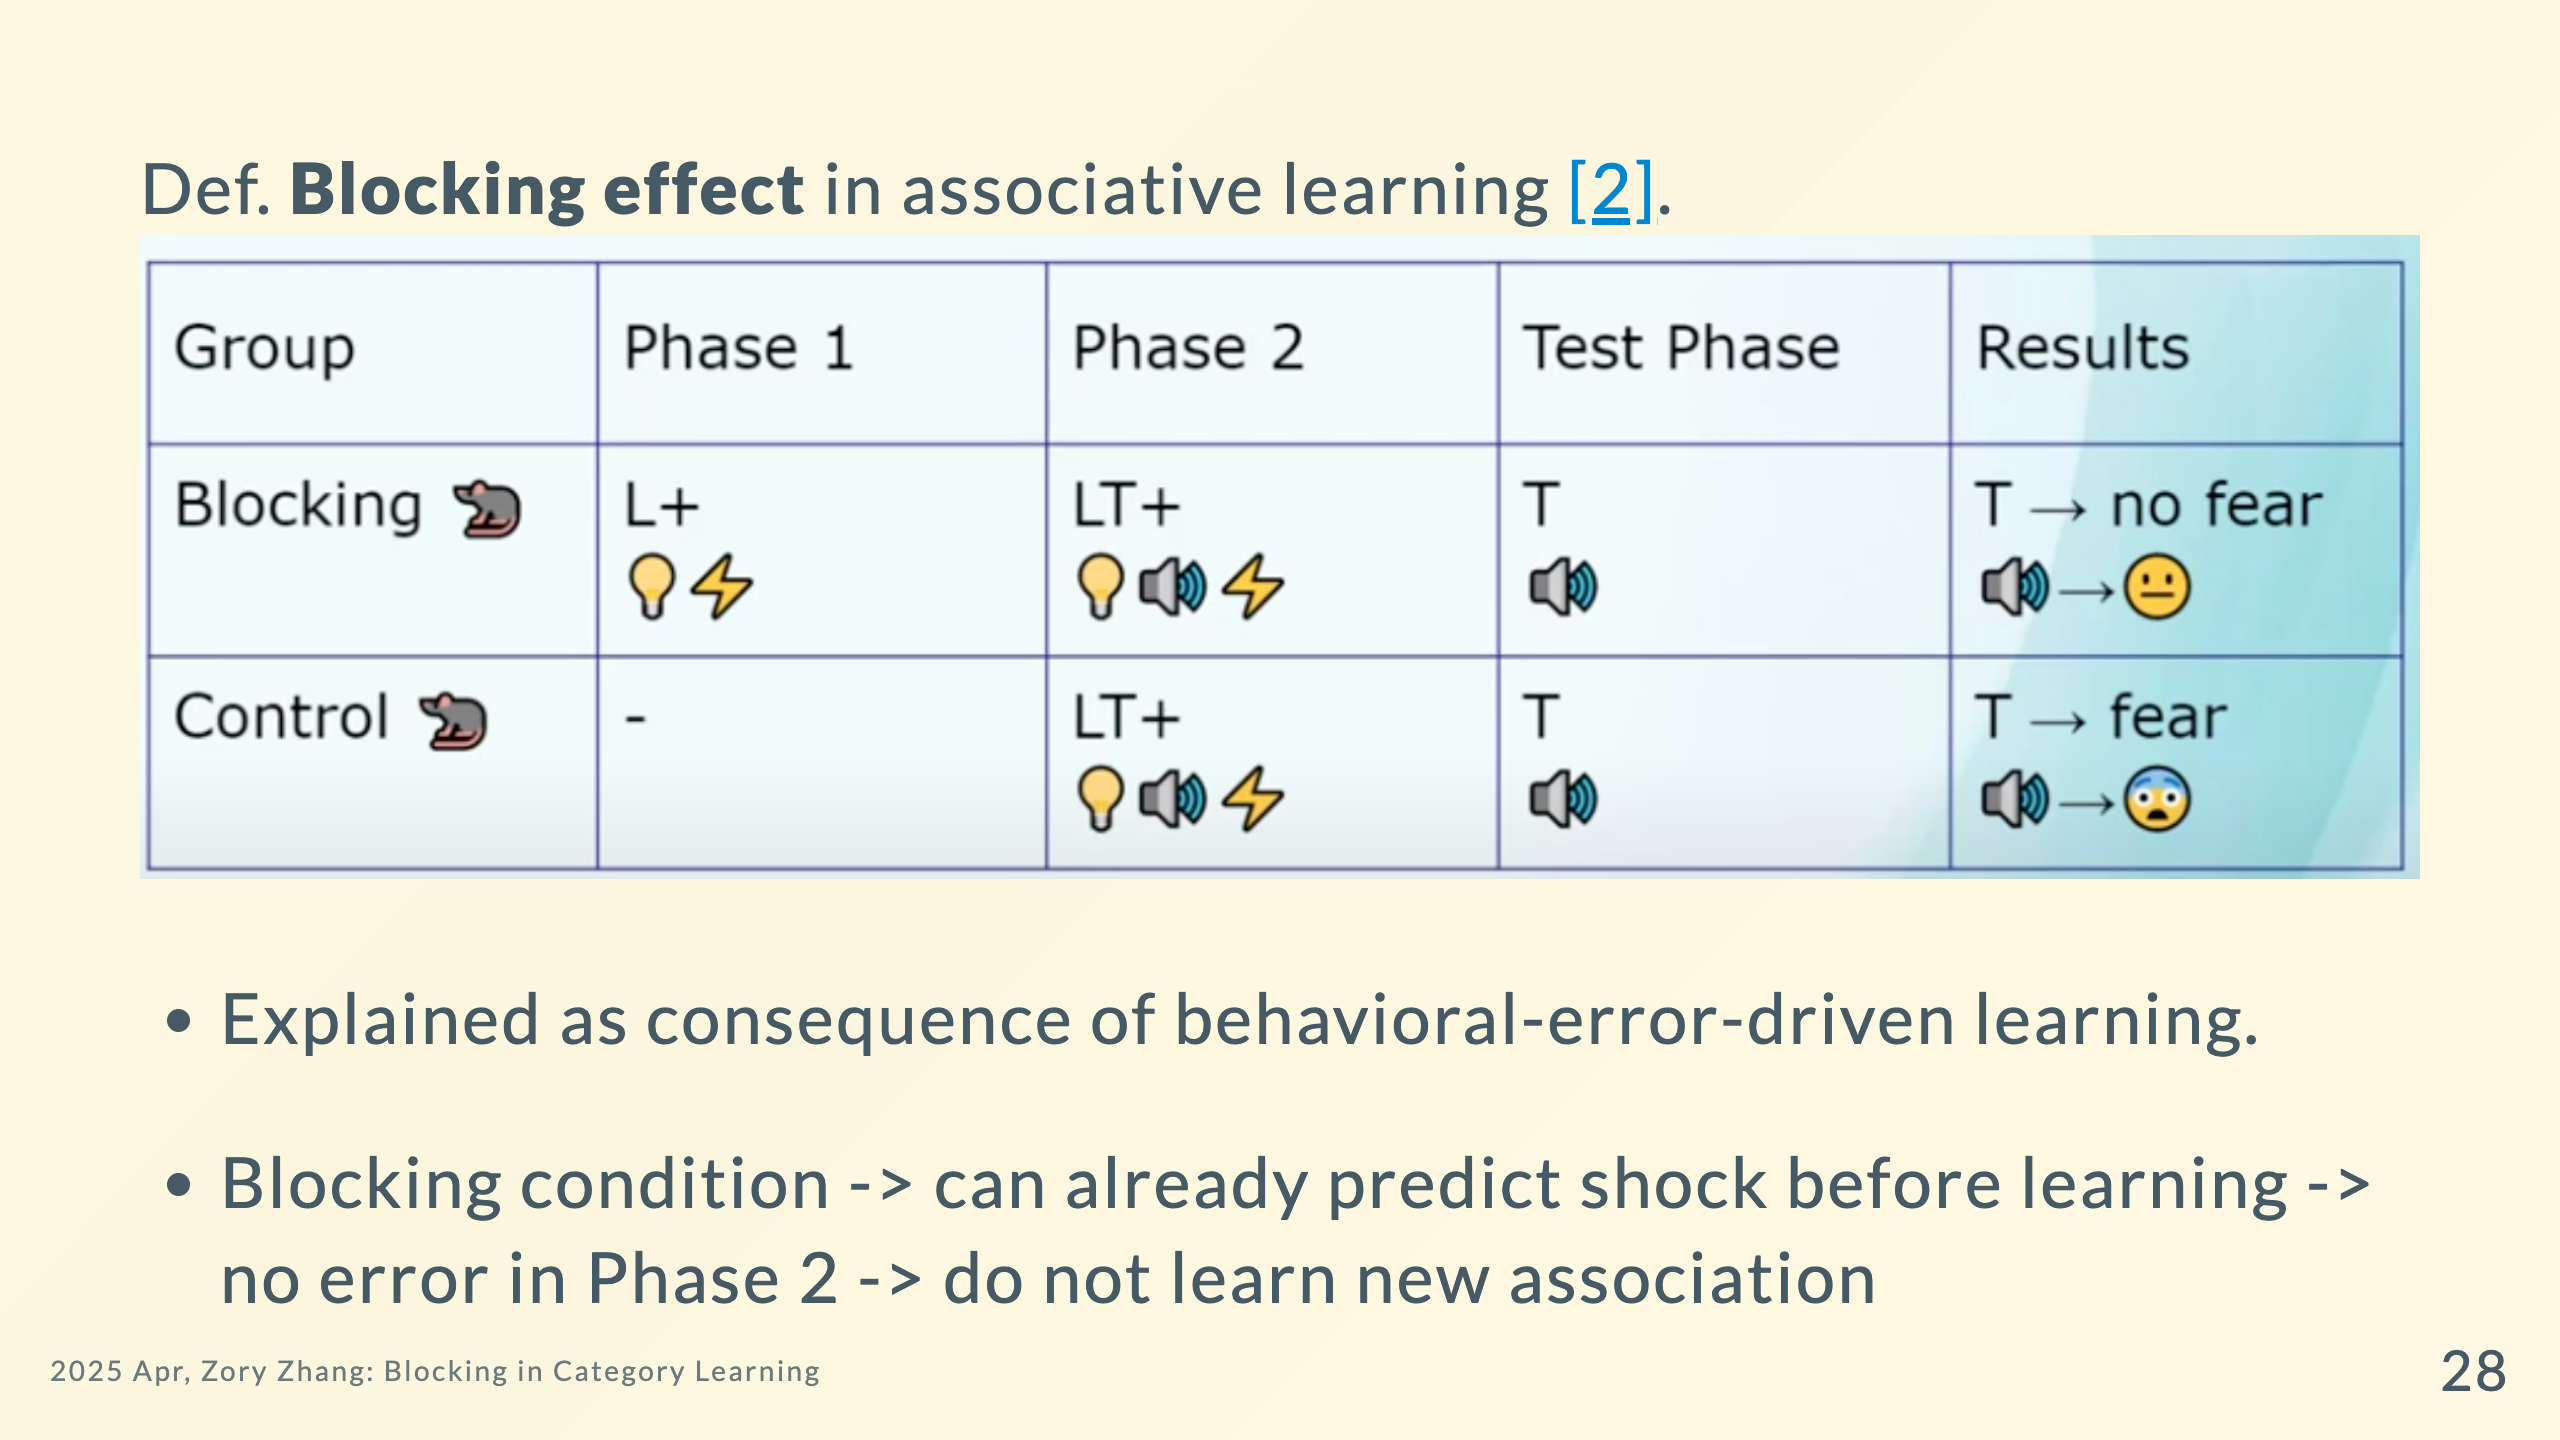 Def. Blocking effect in associative learning [2].
Group Phase 1 Phase 2 Test Phase Results
Blocking L+ LT+ T T → no fear
→
Control - LT+ T T → fear
→
• Explained as consequence of behavioral-error-driven learning.
• Blocking condition -> can already predict shock before learning ->
no error in Phase 2 -> do not learn new association
2025 Apr, Zory Zhang: Blocking in Category Learning 28